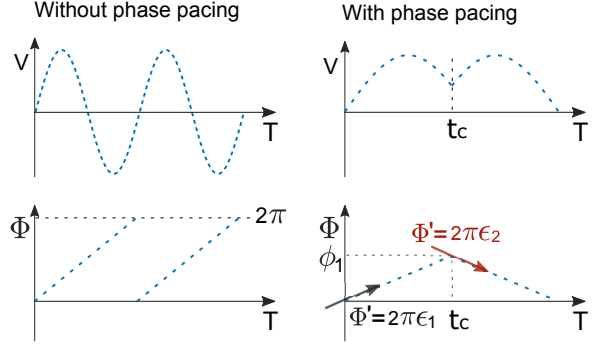 Without phase pacing
With phase pacing
V
T
V
tc
T
Φ
2π
T
Φ
Φ'=2πϵ₂
ϕ₁
Φ'=2πϵ₁
tc
T